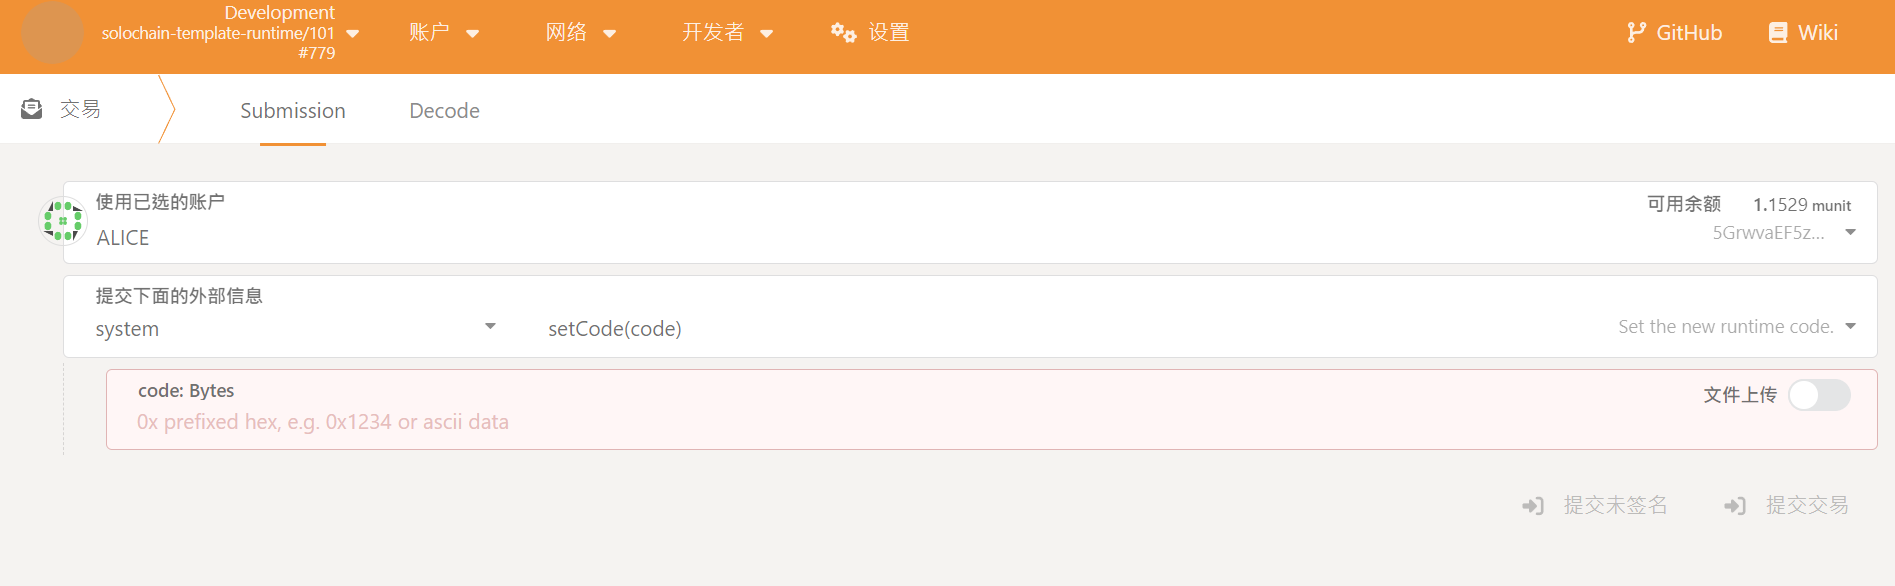 Development
solochain-template-runtime/101
#779
账户
网络
开发者
设置
GitHub
Wiki
交易
Submission
Decode
使用已选的账户
ALICE
可用余额 1.1529 munit
5GrwvaEF5z...
提交下面的外部信息
system
setCode(code)
Set the new runtime code.
code: Bytes
0x prefixed hex, e.g. 0x1234 or ascii data
文件上传
提交未签名
提交交易